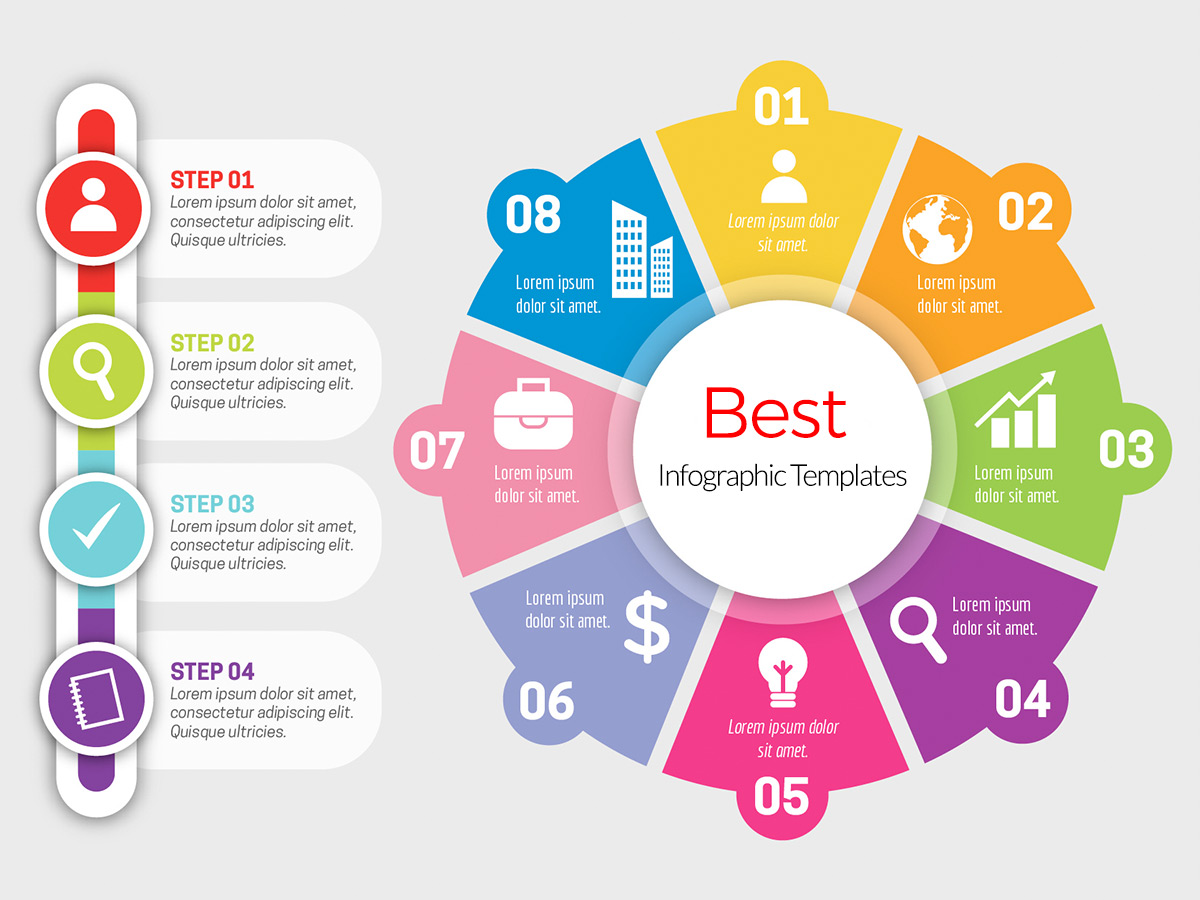 STEP 01
Lorem ipsum dolor sit amet,
consectetur adipiscing elit.
Quisque ultricies.
STEP 02
Lorem ipsum dolor sit amet,
consectetur adipiscing elit.
Quisque ultricies.
STEP 03
Lorem ipsum dolor sit amet,
consectetur adipiscing elit.
Quisque ultricies.
STEP 04
Lorem ipsum dolor sit amet,
consectetur adipiscing elit.
Quisque ultricies.
Best
Infographic Templates
01
Lorem ipsum dolor
sit amet.
02
Lorem ipsum
dolor sit amet.
03
Lorem ipsum
dolor sit amet.
04
Lorem ipsum
dolor sit amet.
05
Lorem ipsum dolor
sit amet.
06
Lorem ipsum
dolor sit amet.
$
07
Lorem ipsum
dolor sit amet.
08
Lorem ipsum
dolor sit amet.